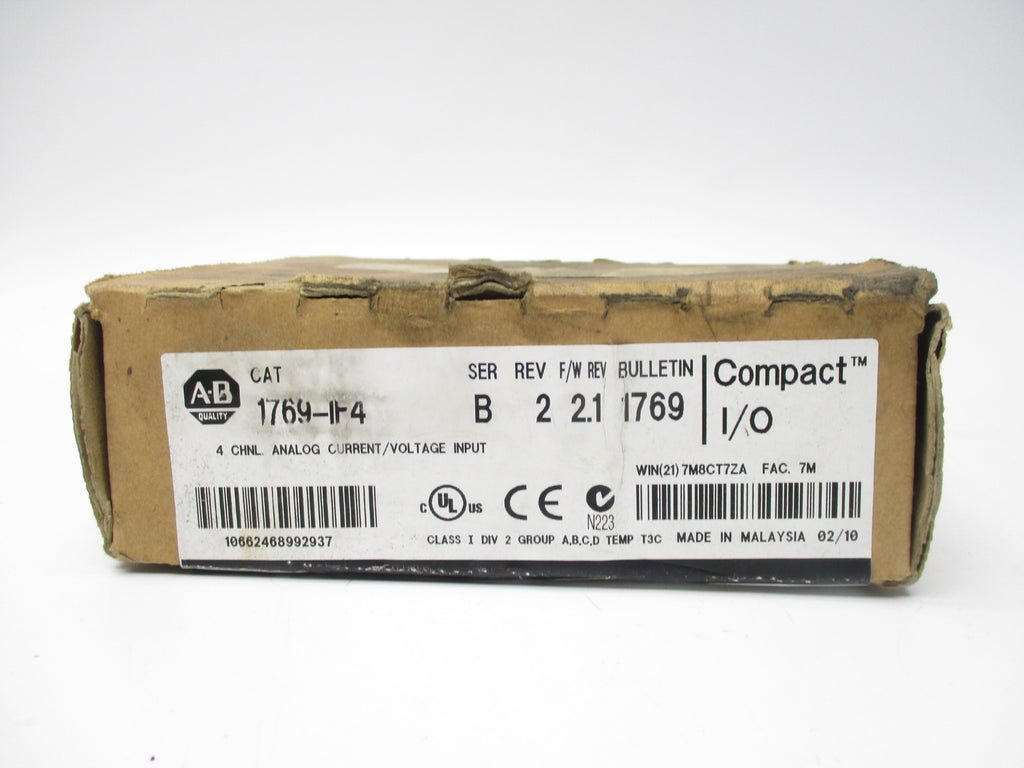 A-B
QUALITY
CAT
1769-IF4
SER
B
REV
2
F/W REV
2.1
BULLETIN
1769
Compact™
I/O
4 CHNL. ANALOG CURRENT/VOLTAGE INPUT
WIN(21)7M8CT7ZA FAC. 7M
C UL US
CE
N223
10662468992937
CLASS I DIV 2 GROUP A,B,C,D TEMP T3C
MADE IN MALAYSIA 02/10